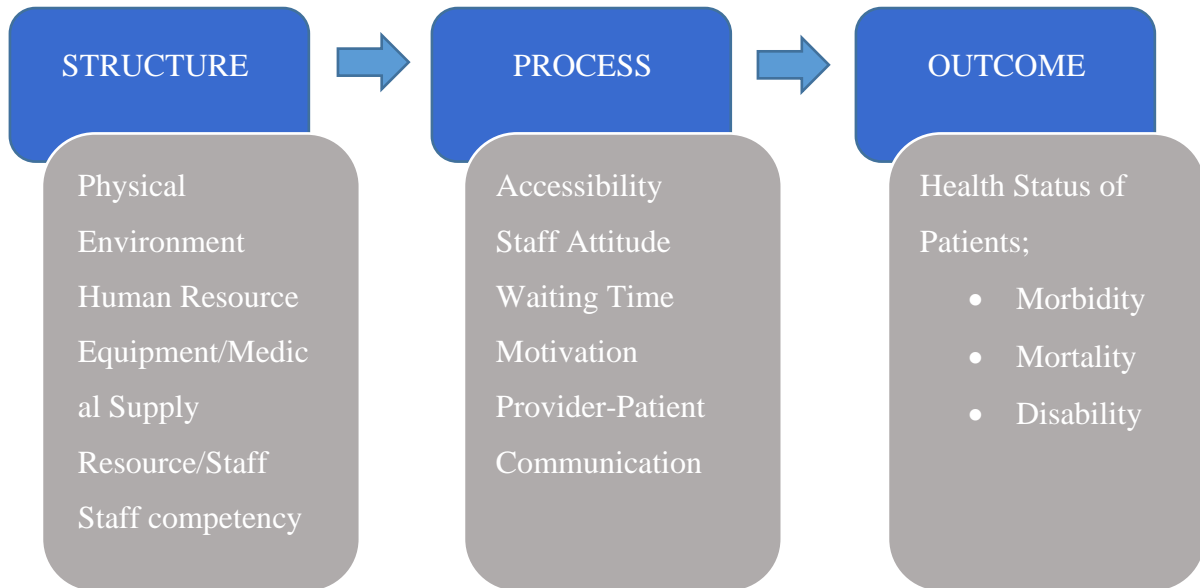 STRUCTURE
Physical
Environment
Human Resource
Equipment/Medic
al Supply
Resource/Staff
Staff competency
PROCESS
Accessibility
Staff Attitude
Waiting Time
Motivation
Provider-Patient
Communication
OUTCOME
Health Status of
Patients;
• Morbidity
• Mortality
• Disability